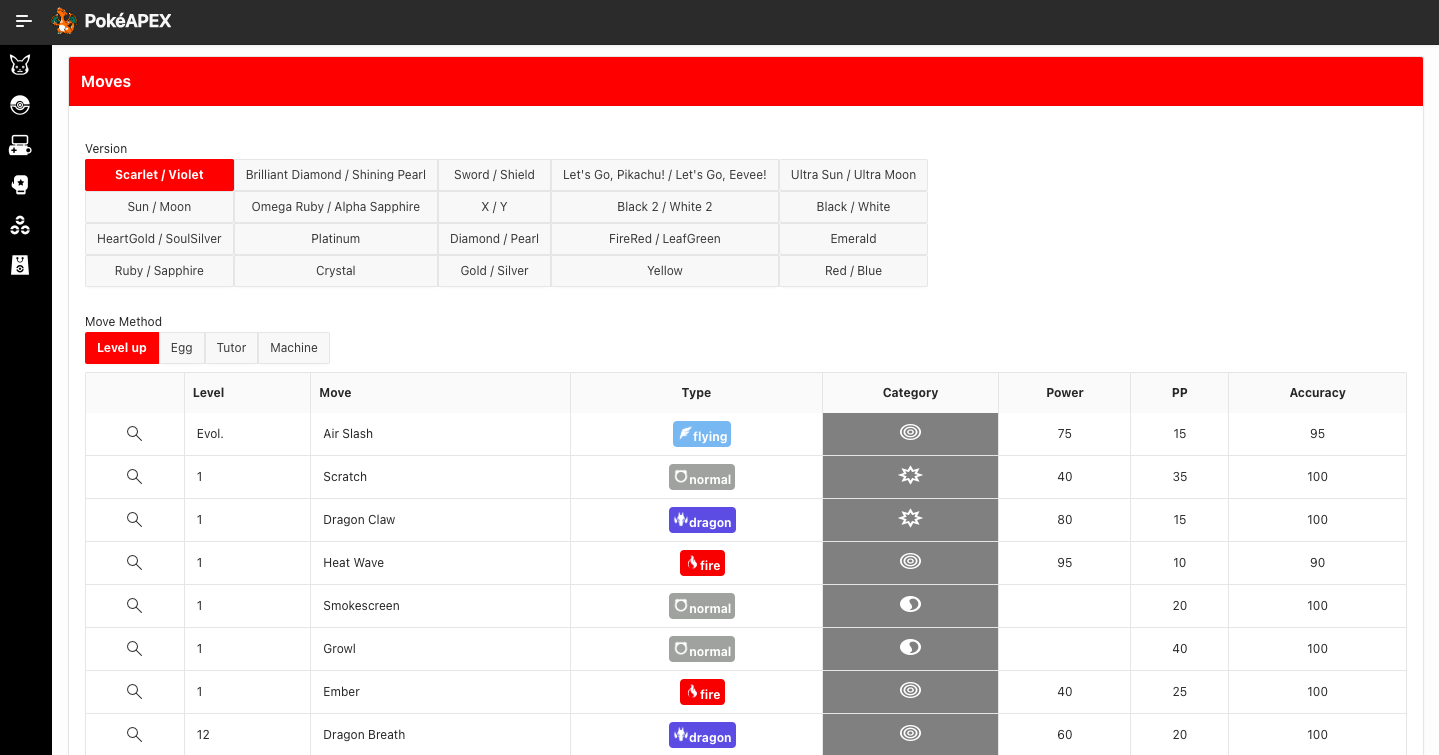 PokéAPEX
Moves
Version
Scarlet / Violet Brilliant Diamond / Shining Pearl Sword / Shield Let's Go, Pikachu! / Let's Go, Eevee! Ultra Sun / Ultra Moon
Sun / Moon Omega Ruby / Alpha Sapphire X / Y Black 2 / White 2 Black / White
HeartGold / SoulSilver Platinum Diamond / Pearl FireRed / LeafGreen Emerald
Ruby / Sapphire Crystal Gold / Silver Yellow Red / Blue
Move Method
Level up Egg Tutor Machine
Level Move Type Category Power PP Accuracy
Evol. Air Slash flying 75 15 95
1 Scratch normal 40 35 100
1 Dragon Claw dragon 80 15 100
1 Heat Wave fire 95 10 90
1 Smokescreen normal 20 100
1 Growl normal 40 100
1 Ember fire 40 25 100
12 Dragon Breath dragon 60 20 100